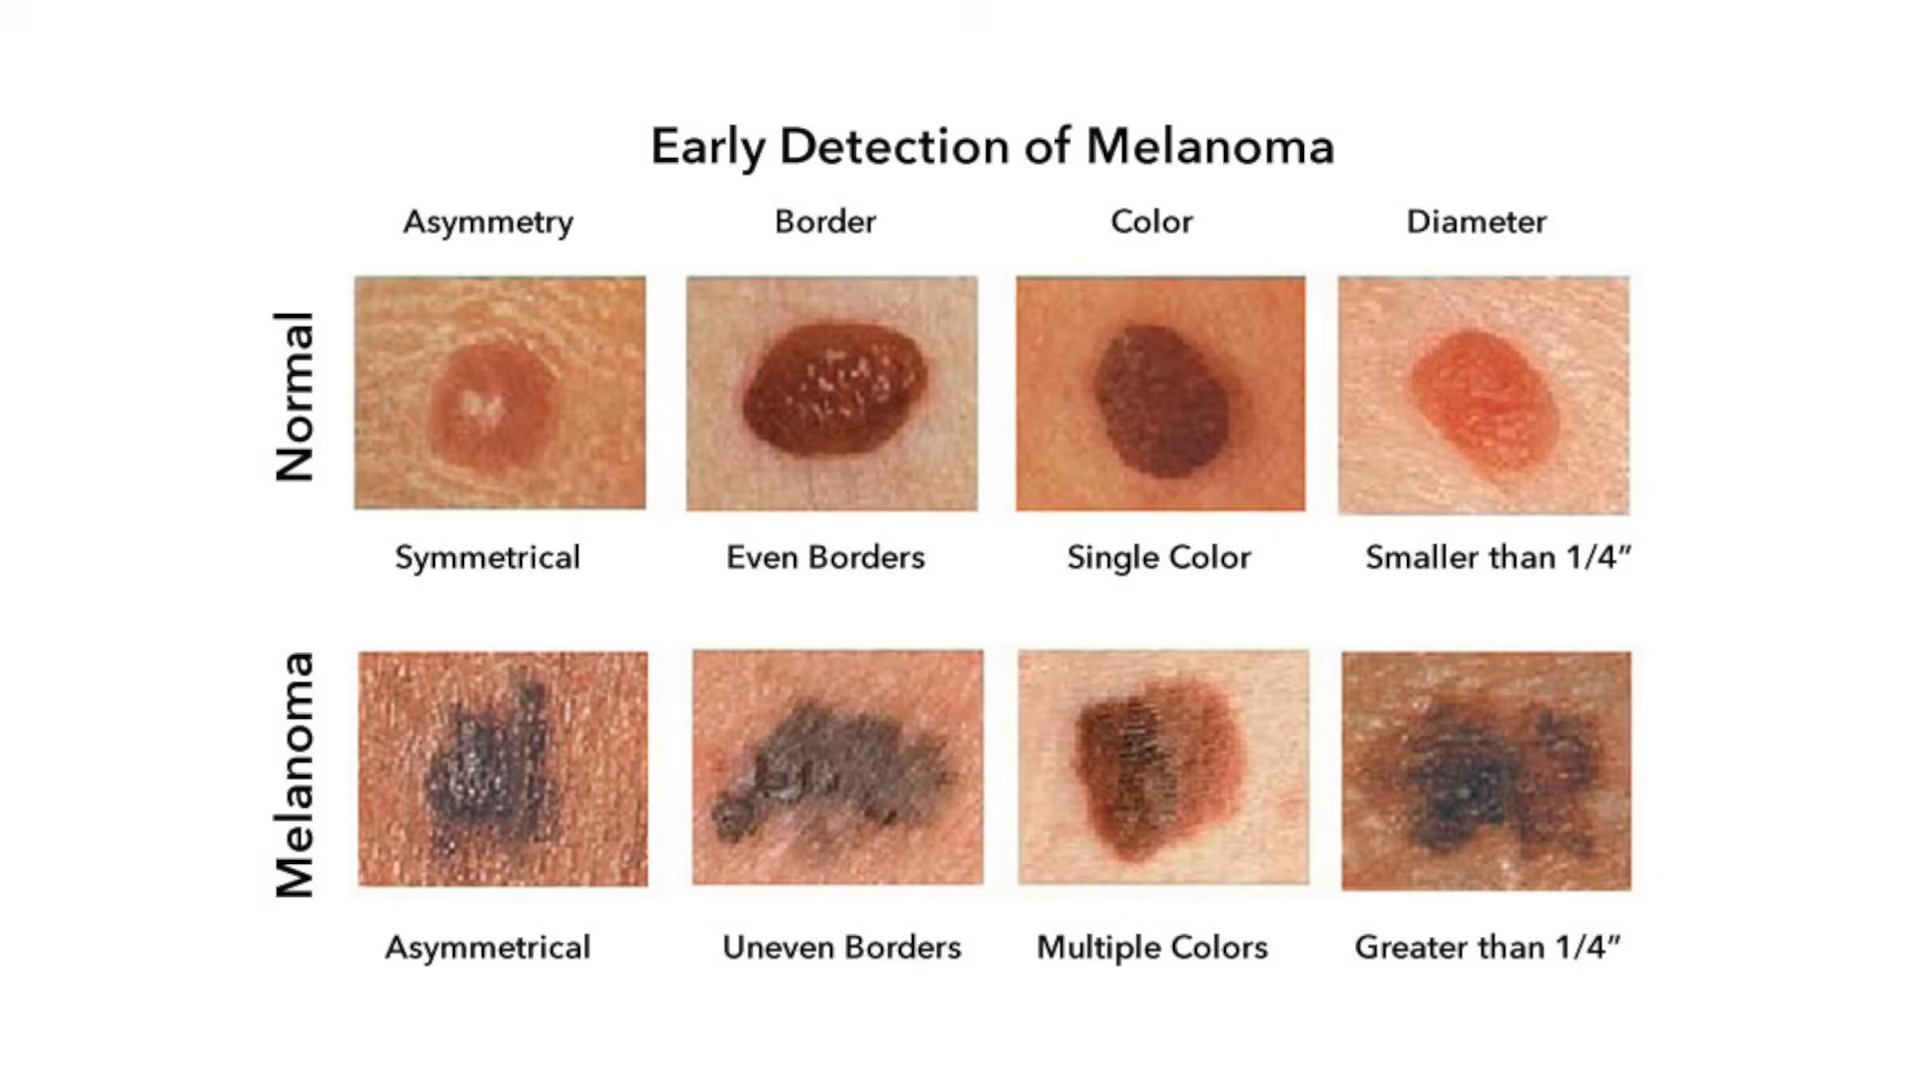 Early Detection of Melanoma
Asymmetry Border Color Diameter
Normal
Symmetrical Even Borders Single Color Smaller than 1/4”
Melanoma
Asymmetrical Uneven Borders Multiple Colors Greater than 1/4”